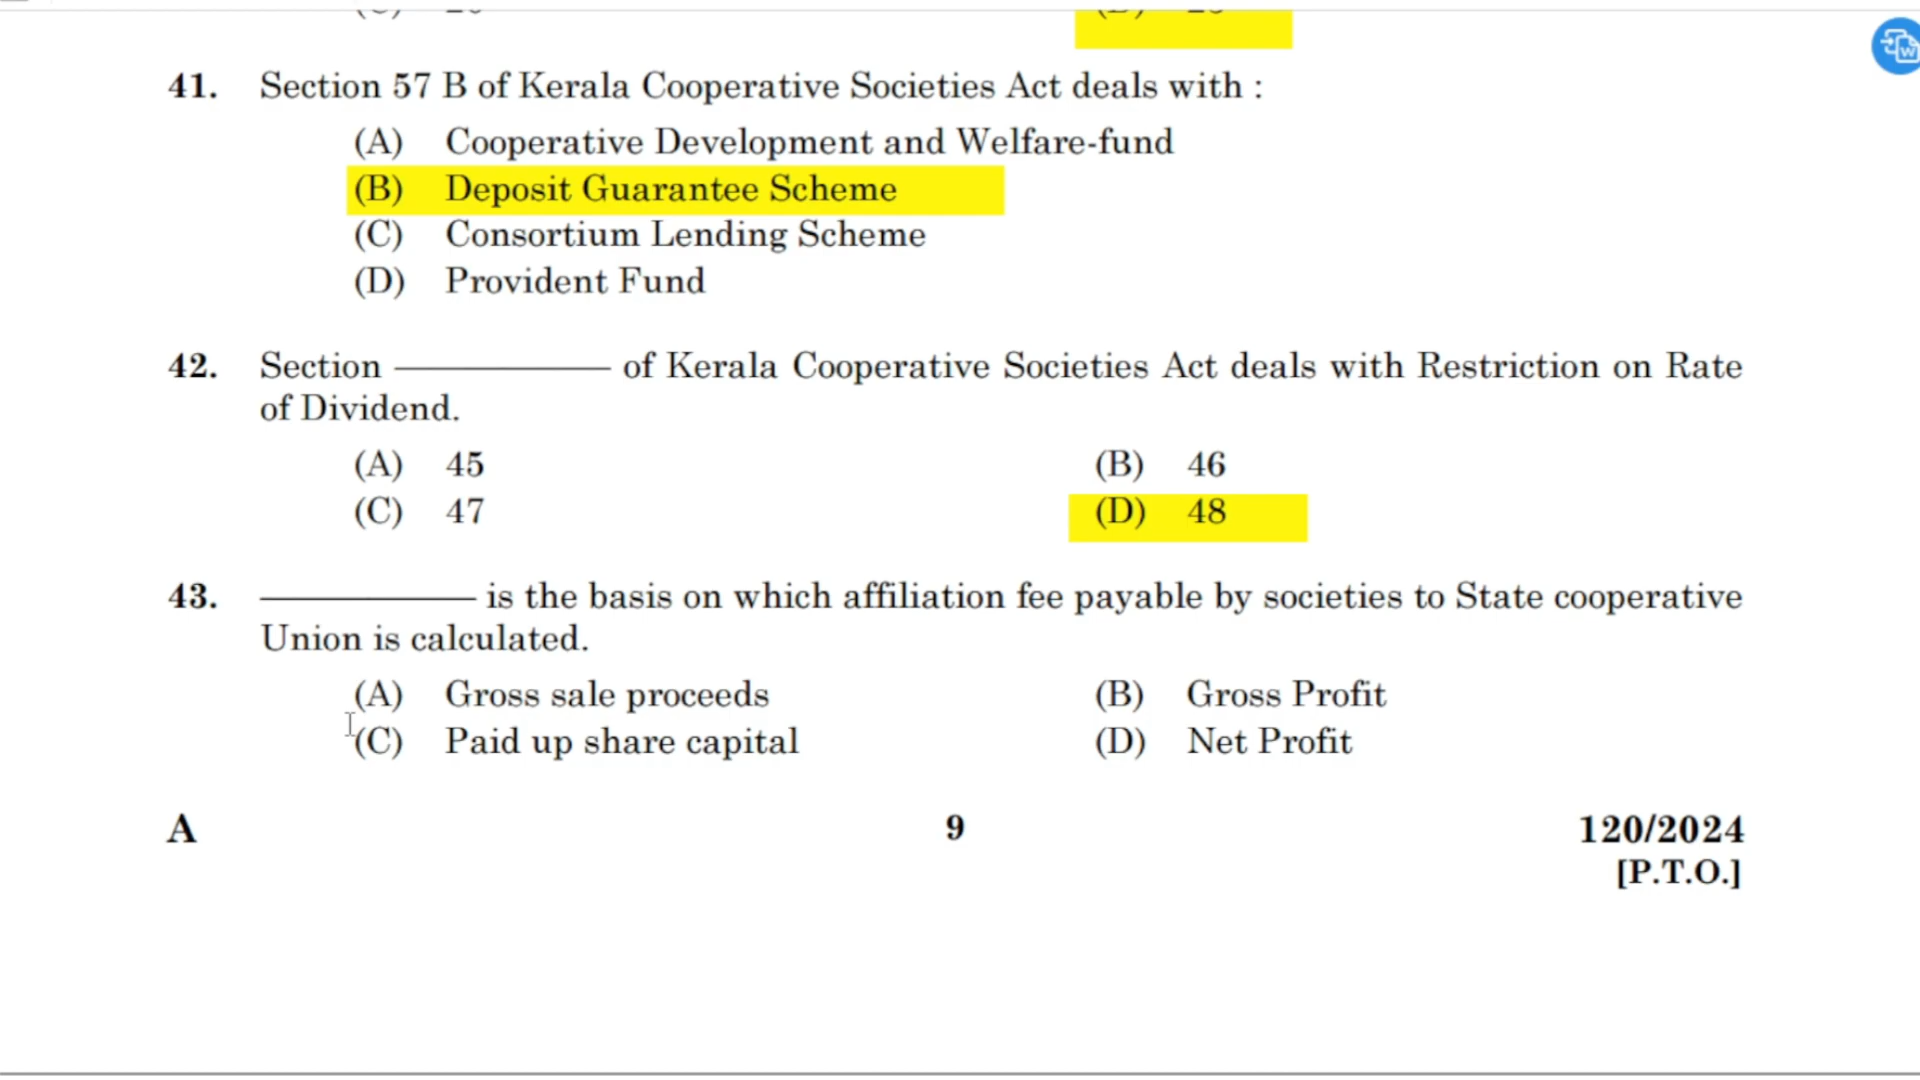 41. Section 57 B of Kerala Cooperative Societies Act deals with :
(A) Cooperative Development and Welfare-fund
(B) Deposit Guarantee Scheme
(C) Consortium Lending Scheme
(D) Provident Fund
42. Section ———— of Kerala Cooperative Societies Act deals with Restriction on Rate
of Dividend.
(A) 45 (B) 46
(C) 47 (D) 48
43. ———— is the basis on which affiliation fee payable by societies to State cooperative
Union is calculated.
(A) Gross sale proceeds (B) Gross Profit
(C) Paid up share capital (D) Net Profit
A 9 120/2024
[P.T.O.]